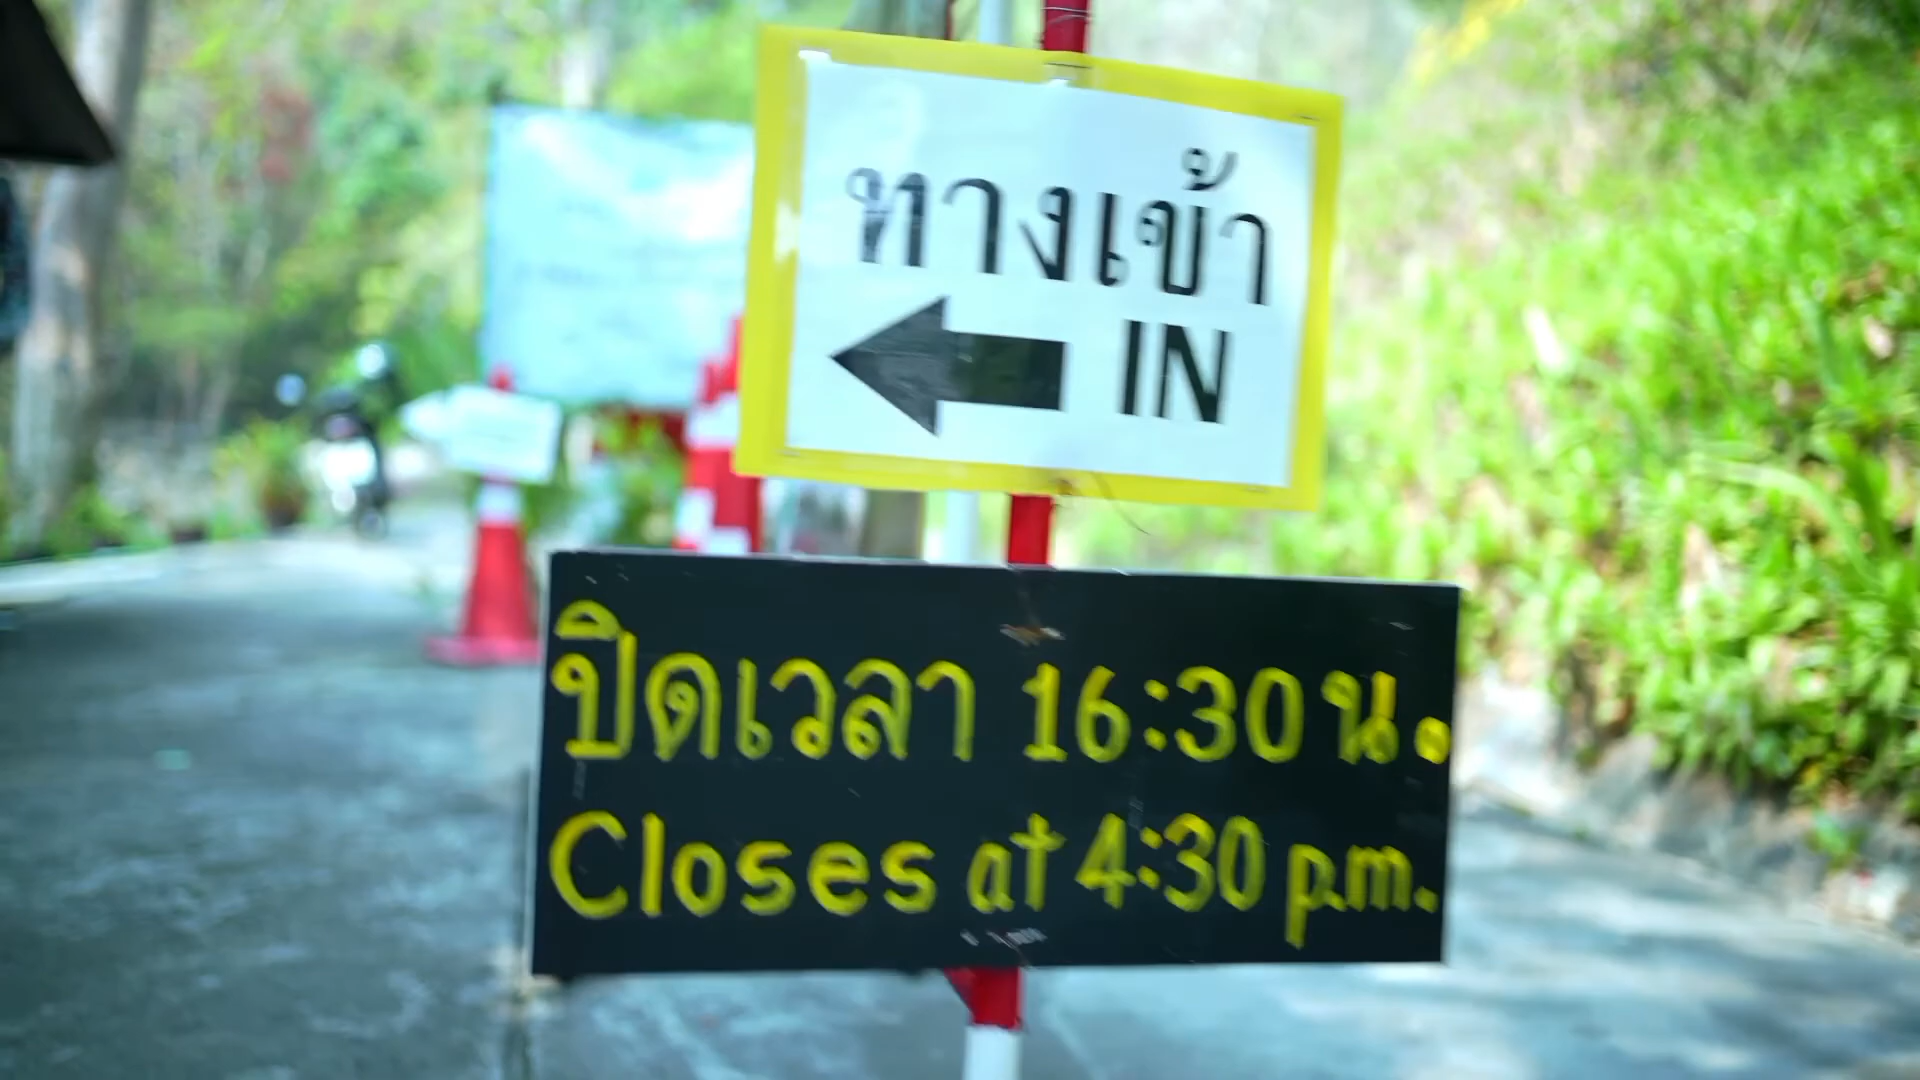 ทางเข้า
IN
ปิดเวลา 16:30 น.
Closes at 4:30 p.m.